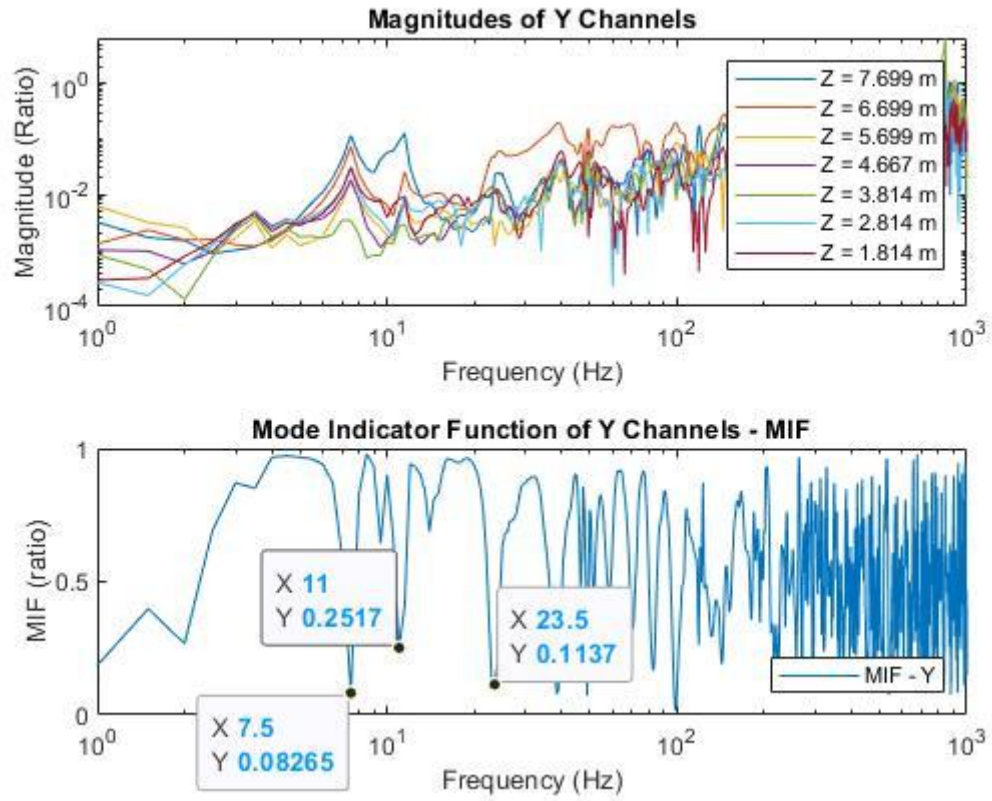 Magnitudes of Y Channels
Magnitude (Ratio)
10^0
10^-2
10^-4
Z = 7.699 m
Z = 6.699 m
Z = 5.699 m
Z = 4.667 m
Z = 3.814 m
Z = 2.814 m
Z = 1.814 m
10^0 10^1 10^2 10^3
Frequency (Hz)
Mode Indicator Function of Y Channels - MIF
MIF (ratio)
1
0.5
0
X 11
Y 0.2517
X 23.5
Y 0.1137
MIF - Y
X 7.5
Y 0.08265
10^0 10^1 10^2 10^3
Frequency (Hz)